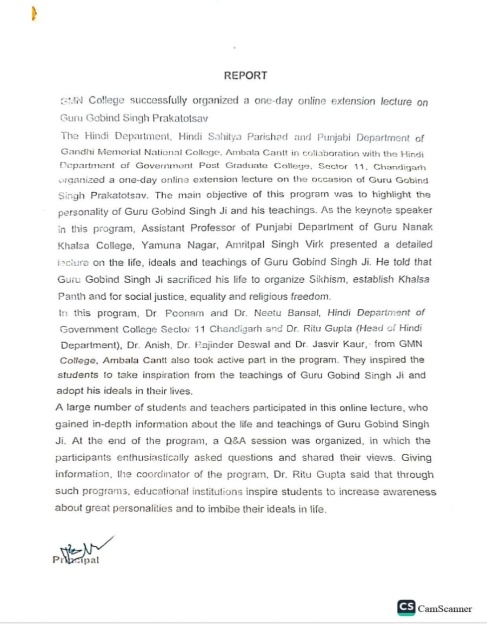 REPORT
GMN College successfully organized a one-day online extension lecture on
Guru Gobind Singh Prakatotsav
The Hindi Department, Hindi Sahitya Parishad and Punjabi Department of
Gandhi Memorial National College, Ambala Cantt in collaboration with the Hindi
Department of Government Post Graduate College, Sector 11, Chandigarh
organized a one-day online extension lecture on the occasion of Guru Gobind
Singh Prakatotsav. The main objective of this program was to highlight the
personality of Guru Gobind Singh Ji and his teachings. As the keynote speaker
in this program, Assistant Professor of Punjabi Department of Guru Nanak
Khalsa College, Yamuna Nagar, Amritpal Singh Virk presented a detailed
lecture on the life, ideals and teachings of Guru Gobind Singh Ji. He told that
Guru Gobind Singh Ji sacrificed his life to organize Sikhism, establish Khalsa
Panth and for social justice, equality and religious freedom.
In this program, Dr. Poonam and Dr. Neetu Bansal, Hindi Department of
Government College Sector 11 Chandigarh and Dr. Ritu Gupta (Head of Hindi
Department), Dr. Anish, Dr. Rajinder Deswal and Dr. Jasvir Kaur, from GMN
College, Ambala Cantt also took active part in the program. They inspired the
students to take inspiration from the teachings of Guru Gobind Singh Ji and
adopt his ideals in their lives.
A large number of students and teachers participated in this online lecture, who
gained in-depth information about the life and teachings of Guru Gobind Singh
Ji. At the end of the program, a Q&A session was organized, in which the
participants enthusiastically asked questions and shared their views. Giving
information, the coordinator of the program, Dr. Ritu Gupta said that through
such programs, educational institutions inspire students to increase awareness
about great personalities and to imbibe their ideals in life.
Principal
CS CamScanner